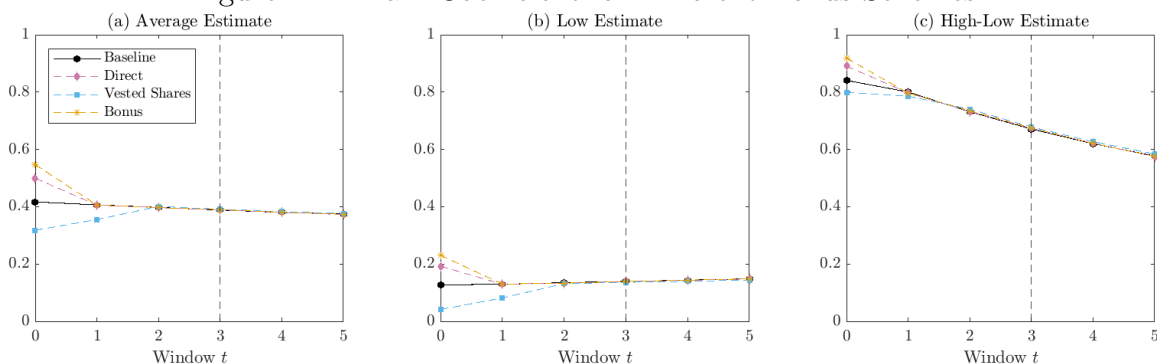 (a) Average Estimate
(b) Low Estimate
(c) High-Low Estimate
1
0.8
0.6
0.4
0.2
0
Baseline
Direct
Vested Shares
Bonus
0 1 2 3 4 5
Window t
1
0.8
0.6
0.4
0.2
0
0 1 2 3 4 5
Window t
1
0.8
0.6
0.4
0.2
0
0 1 2 3 4 5
Window t